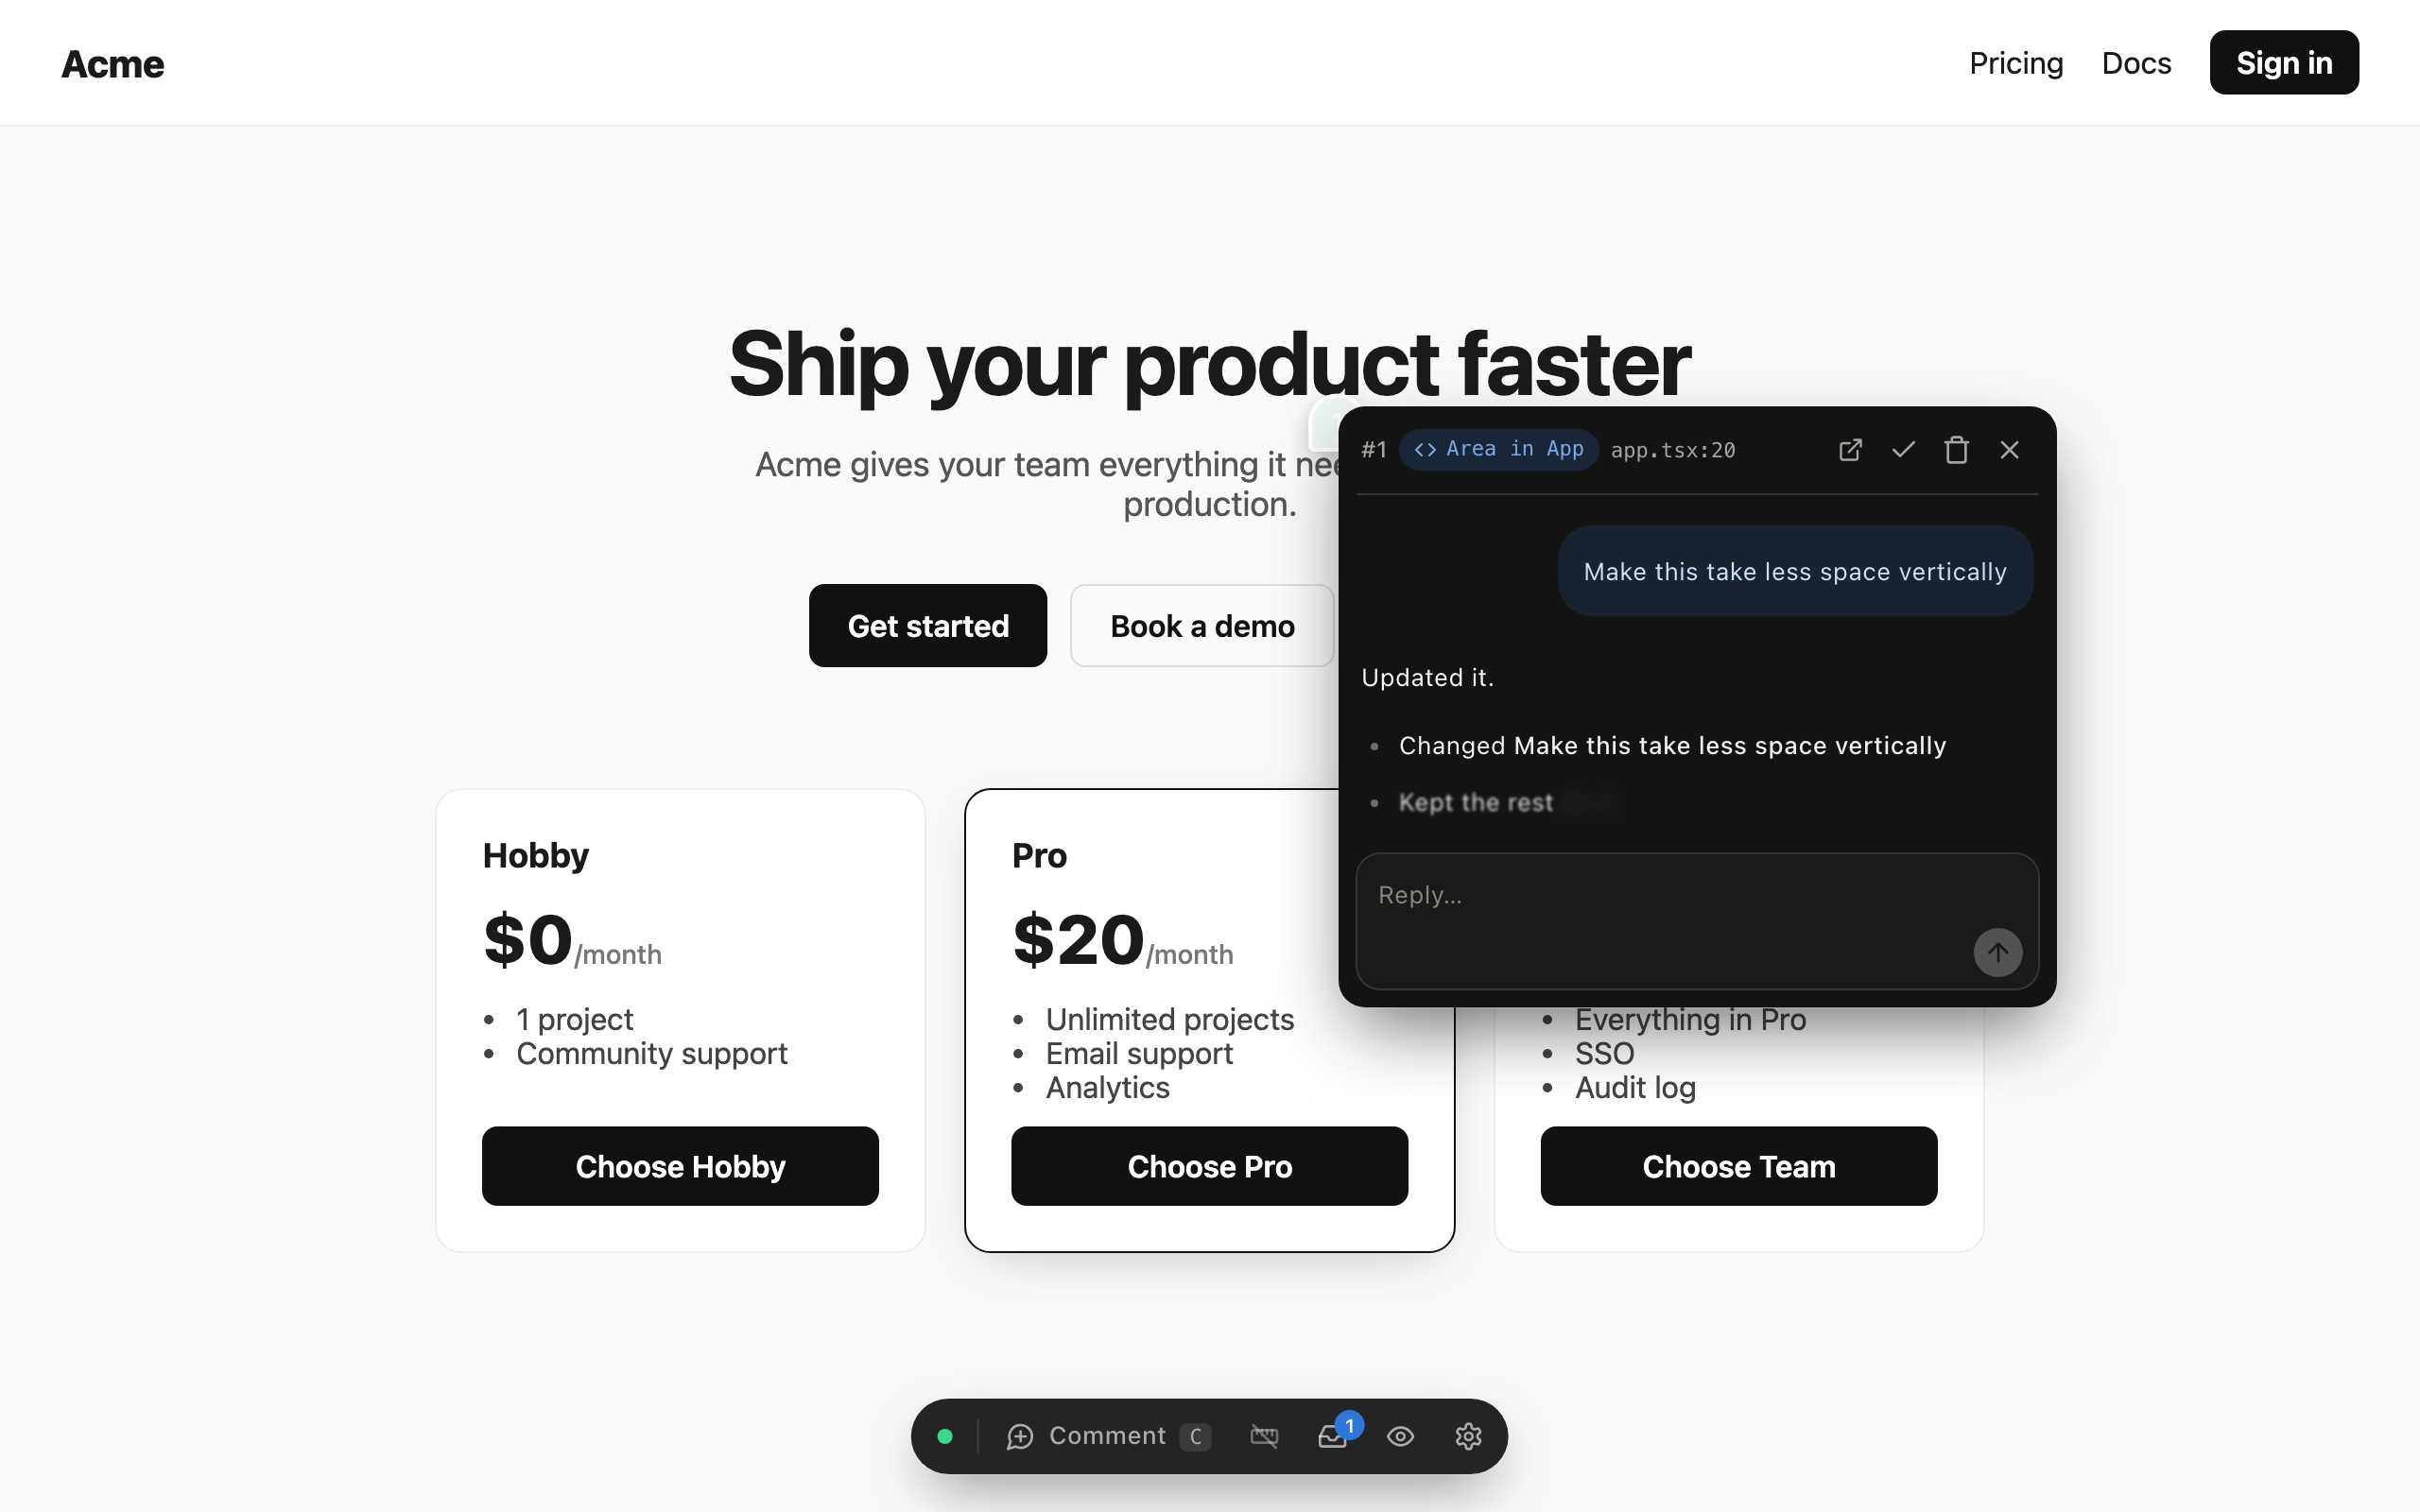 Acme
Pricing
Docs
Sign in
Ship your product faster
Acme gives your team everything it
production.
Get started
Book a demo
#1
Area in App
app.tsx:20
Make this take less space vertically
Updated it.
• Changed Make this take less space vertically
• Kept the rest
Reply...
Hobby
$0/month
• 1 project
• Community support
Choose Hobby
Pro
$20/month
• Unlimited projects
• Email support
• Analytics
Choose Pro
• Everything in Pro
• SSO
• Audit log
Choose Team
Comment
C
1